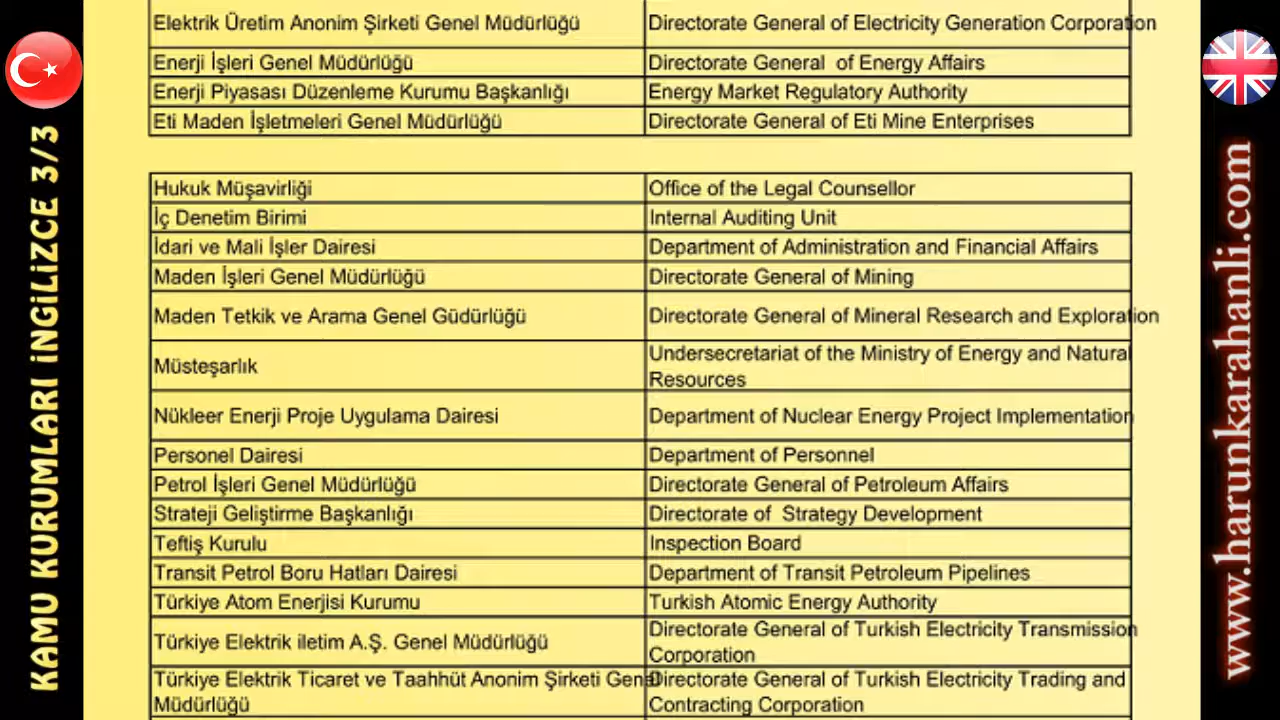 KAMU KURUMLARI İNGİLİZCE 3/3
Elektrik Üretim Anonim Şirketi Genel Müdürlüğü
Directorate General of Electricity Generation Corporation
Enerji İşleri Genel Müdürlüğü
Directorate General of Energy Affairs
Enerji Piyasası Düzenleme Kurumu Başkanlığı
Energy Market Regulatory Authority
Eti Maden İşletmeleri Genel Müdürlüğü
Directorate General of Eti Mine Enterprises
Hukuk Müşavirliği
Office of the Legal Counsellor
İç Denetim Birimi
Internal Auditing Unit
İdari ve Mali İşler Dairesi
Department of Administration and Financial Affairs
Maden İşleri Genel Müdürlüğü
Directorate General of Mining
Maden Tetkik ve Arama Genel Güdürlüğü
Directorate General of Mineral Research and Exploration
Müsteşarlık
Undersecretariat of the Ministry of Energy and Natural
Resources
Nükleer Enerji Proje Uygulama Dairesi
Department of Nuclear Energy Project Implementation
Personel Dairesi
Department of Personnel
Petrol İşleri Genel Müdürlüğü
Directorate General of Petroleum Affairs
Strateji Geliştirme Başkanlığı
Directorate of Strategy Development
Teftiş Kurulu
Inspection Board
Transit Petrol Boru Hatları Dairesi
Department of Transit Petroleum Pipelines
Türkiye Atom Enerjisi Kurumu
Turkish Atomic Energy Authority
Türkiye Elektrik iletim A.Ş. Genel Müdürlüğü
Directorate General of Turkish Electricity Transmission
Corporation
Türkiye Elektrik Ticaret ve Taahhüt Anonim Şirketi Genel
Müdürlüğü
Directorate General of Turkish Electricity Trading and
Contracting Corporation
www.harunkarahanli.com